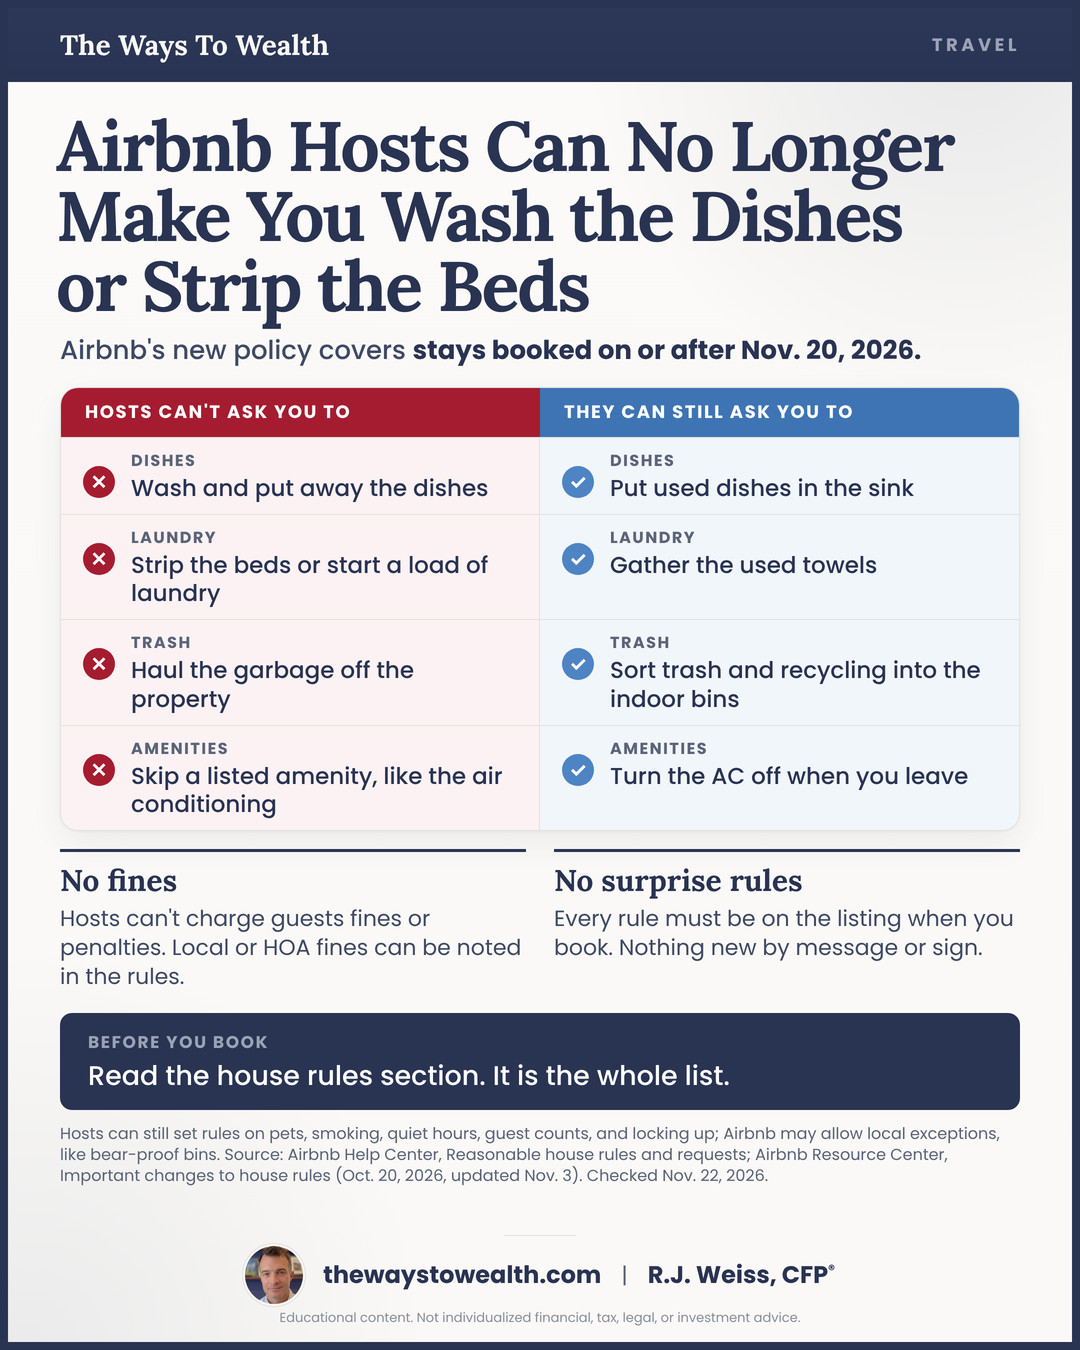 The Ways To Wealth
TRAVEL
Airbnb Hosts Can No Longer
Make You Wash the Dishes
or Strip the Beds
Airbnb's new policy covers stays booked on or after Nov. 20, 2026.
HOSTS CAN'T ASK YOU TO
THEY CAN STILL ASK YOU TO
DISHES
Wash and put away the dishes
DISHES
Put used dishes in the sink
LAUNDRY
Strip the beds or start a load of
laundry
LAUNDRY
Gather the used towels
TRASH
Haul the garbage off the
property
TRASH
Sort trash and recycling into the
indoor bins
AMENITIES
Skip a listed amenity, like the air
conditioning
AMENITIES
Turn the AC off when you leave
No fines
Hosts can't charge guests fines or
penalties. Local or HOA fines can be noted
in the rules.
No surprise rules
Every rule must be on the listing when you
book. Nothing new by message or sign.
BEFORE YOU BOOK
Read the house rules section. It is the whole list.
Hosts can still set rules on pets, smoking, quiet hours, guest counts, and locking up; Airbnb may allow local exceptions,
like bear-proof bins. Source: Airbnb Help Center, Reasonable house rules and requests; Airbnb Resource Center,
Important changes to house rules (Oct. 20, 2026, updated Nov. 3). Checked Nov. 22, 2026.
thewaystowealth.com | R.J. Weiss, CFP®
Educational content. Not individualized financial, tax, legal, or investment advice.